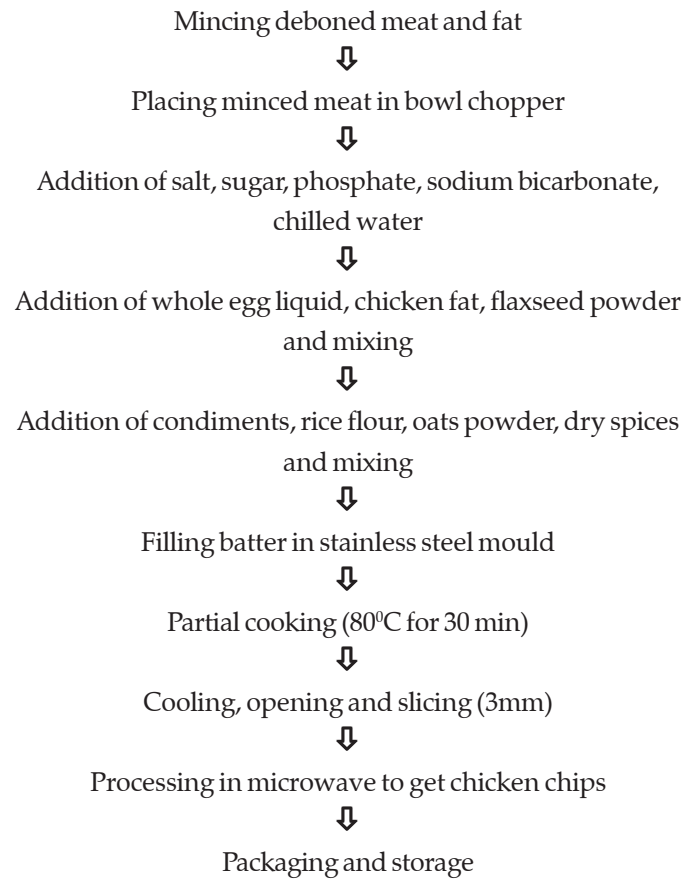 Mincing deboned meat and fat
⇩
Placing minced meat in bowl chopper
⇩
Addition of salt, sugar, phosphate, sodium bicarbonate,
chilled water
⇩
Addition of whole egg liquid, chicken fat, flaxseed powder
and mixing
⇩
Addition of condiments, rice flour, oats powder, dry spices
and mixing
⇩
Filling batter in stainless steel mould
⇩
Partial cooking (80⁰C for 30 min)
⇩
Cooling, opening and slicing (3mm)
⇩
Processing in microwave to get chicken chips
⇩
Packaging and storage